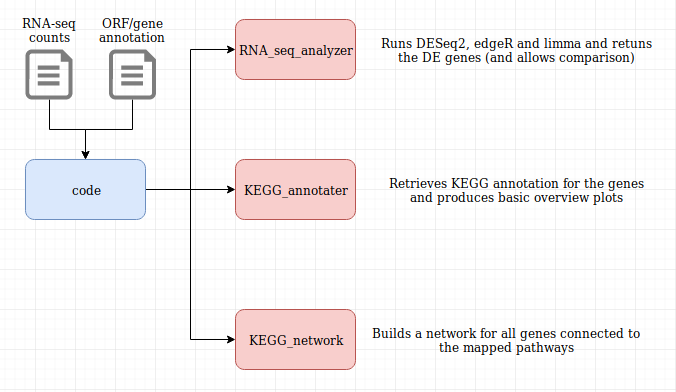 RNA-seq
counts
ORF/gene
annotation
RNA_seq_analyzer
Runs DESeq2, edgeR and limma and retuns
the DE genes (and allows comparison)
code
KEGG_annotater
Retrieves KEGG annotation for the genes
and produces basic overview plots
KEGG_network
Builds a network for all genes connected to
the mapped pathways